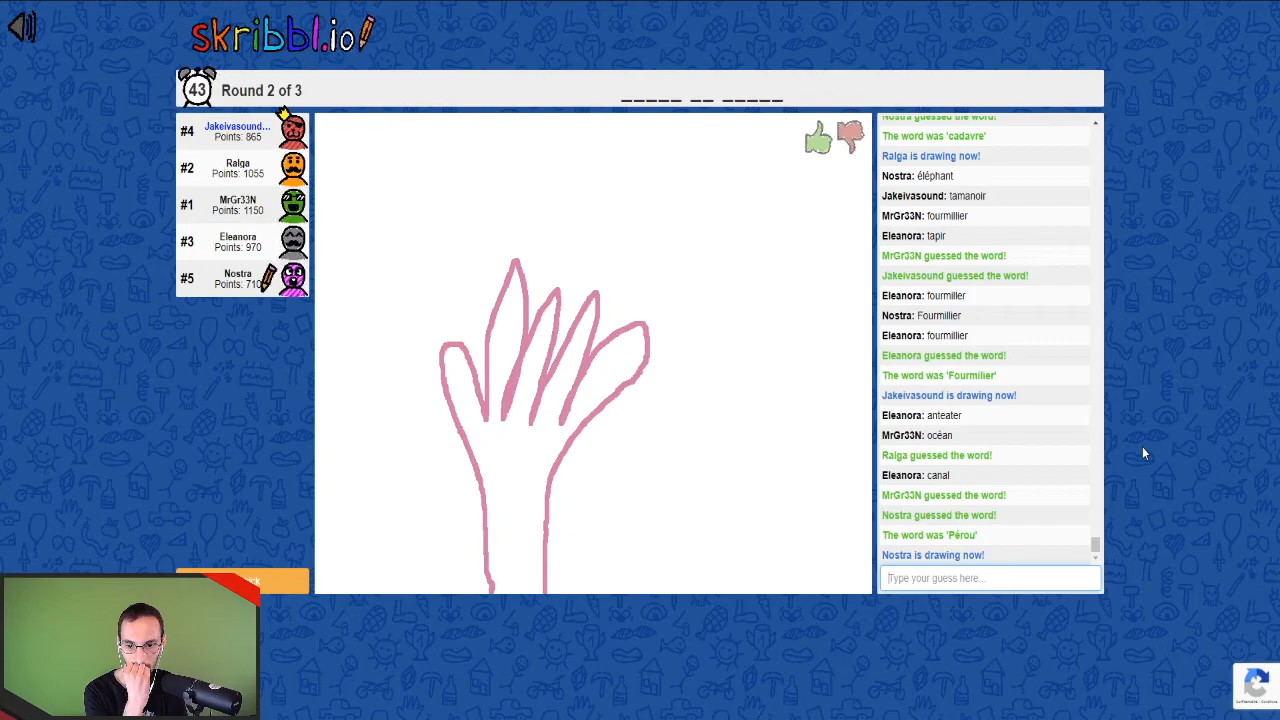 skribbl.io
43
Round 2 of 3
_____ __ _____
#4
Jakeivasound...
Points: 865
#2
Ralga
Points: 1055
#1
MrGr33N
Points: 1150
#3
Eleanora
Points: 970
#5
Nostra
Points: 710
Nostra guessed the word!
The word was 'cadavre'
Ralga is drawing now!
Nostra: éléphant
Jakeivasound: tamanoir
MrGr33N: fourmillier
Eleanora: tapir
MrGr33N guessed the word!
Jakeivasound guessed the word!
Eleanora: fourmiller
Nostra: Fourmillier
Eleanora: fourmiller
Eleanora guessed the word!
The word was 'Fourmilier'
Jakeivasound is drawing now!
Eleanora: anteater
MrGr33N: océan
Ralga guessed the word!
Eleanora: canal
MrGr33N guessed the word!
Nostra guessed the word!
The word was 'Pérou'
Nostra is drawing now!
Type your guess here...